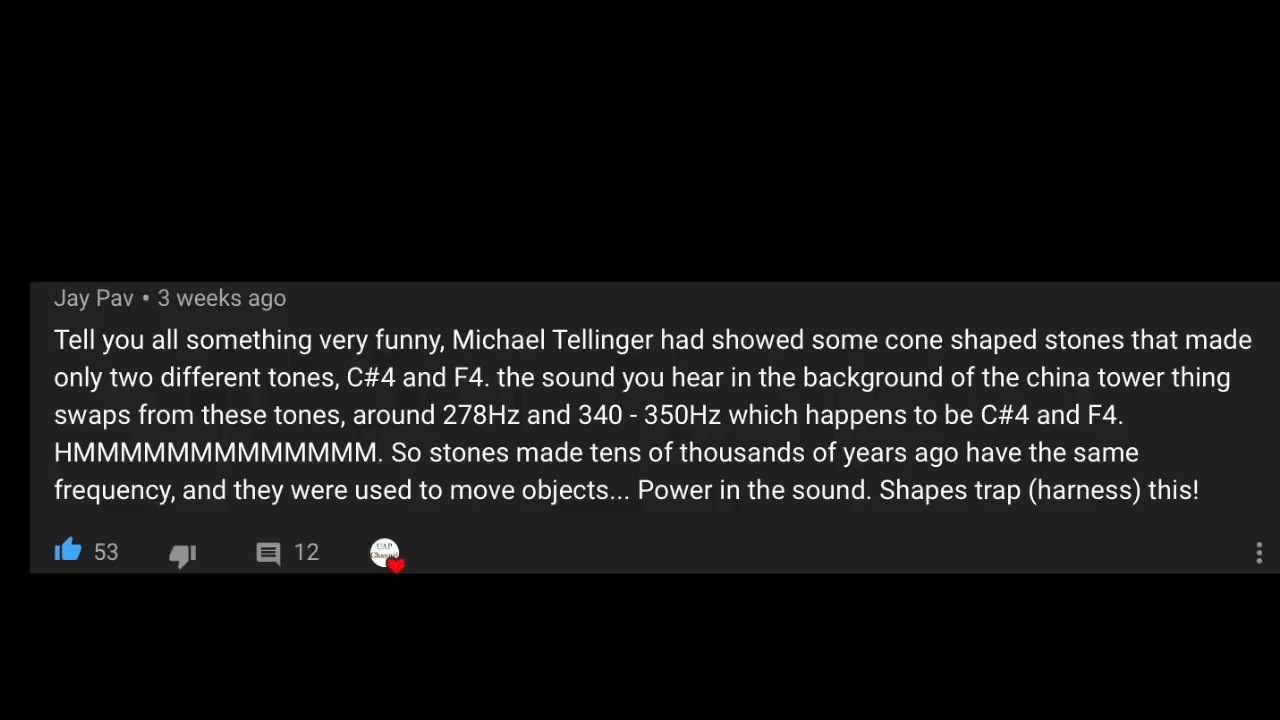 Jay Pav • 3 weeks ago
Tell you all something very funny, Michael Tellinger had showed some cone shaped stones that made
only two different tones, C#4 and F4. the sound you hear in the background of the china tower thing
swaps from these tones, around 278Hz and 340 - 350Hz which happens to be C#4 and F4.
HMMMMMMMMMMMMMM. So stones made tens of thousands of years ago have the same
frequency, and they were used to move objects... Power in the sound. Shapes trap (harness) this!
53 12 UAP
Channel